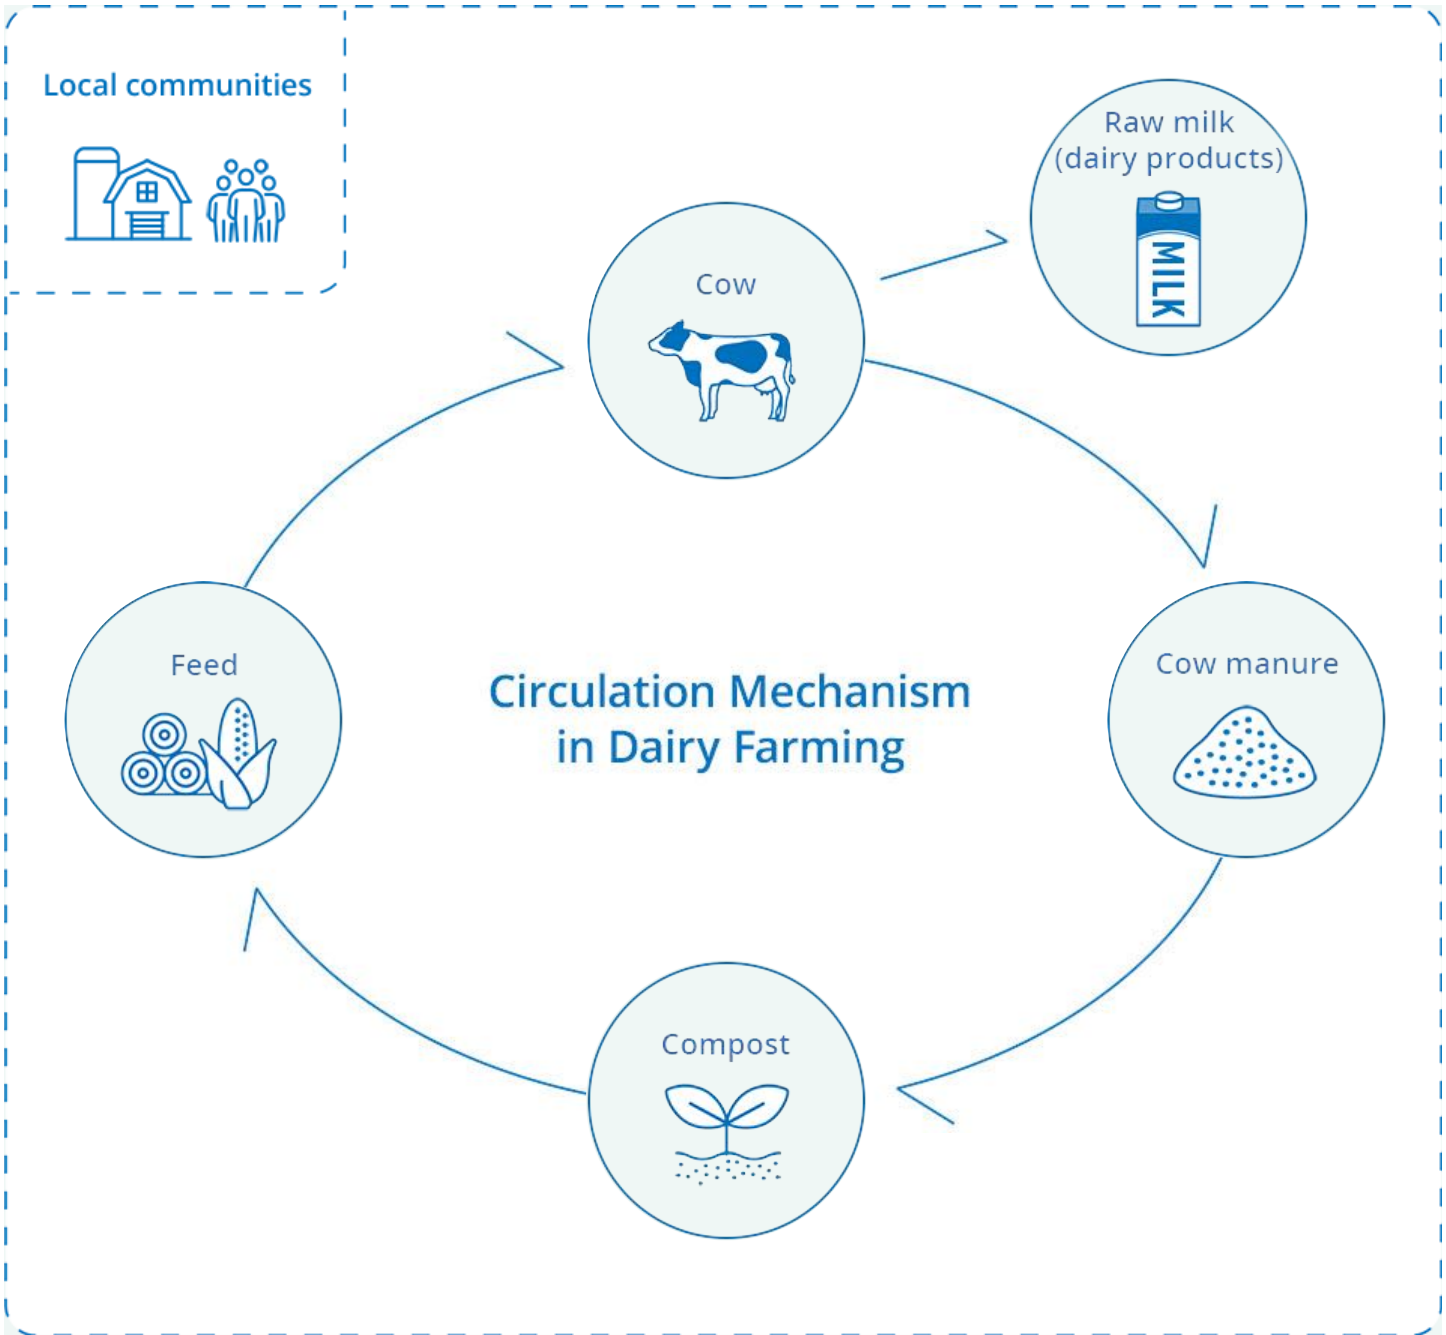 Local communities
Raw milk
(dairy products)
MILK
Cow
Feed
Cow manure
Circulation Mechanism
in Dairy Farming
Compost